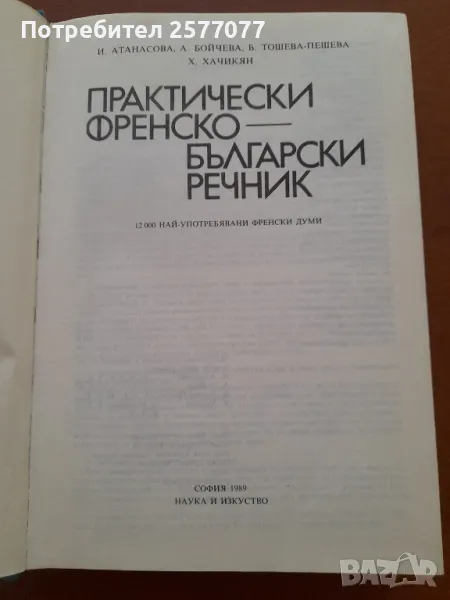 Потребител 2577077
И. АТАНАСОВА, А. БОЙЧЕВА, Б. ТОШЕВА-ПЕШЕВА
Х. ХАЧИКЯН
ПРАКТИЧЕСКИ
ФРЕНСКО—
БЪЛГАРСКИ
РЕЧНИК
12 000 НАЙ-УПОТРЕБЯВАНИ ФРЕНСКИ ДУМИ
СОФИЯ 1989
НАУКА И ИЗКУСТВО
BAZAR